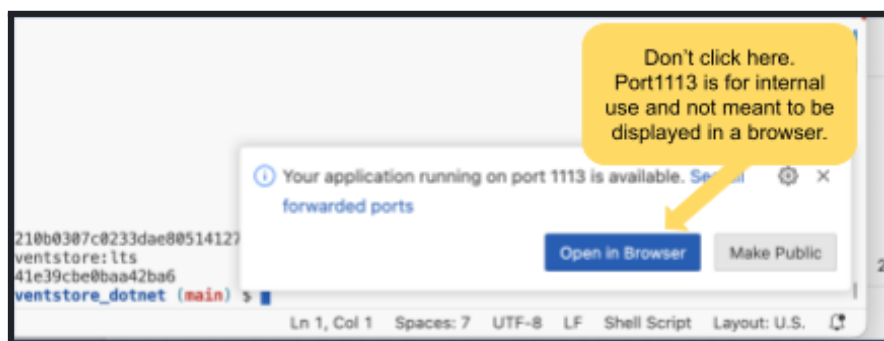 Don't click here.
Port1113 is for internal
use and not meant to be
displayed in a browser.
Your application running on port 1113 is available.
forwarded ports
Open in Browser Make Public
210b0307c0233dae80514127
ventstore:lts
41e39cbe0baa42ba6
ventstore_dotnet (main) $
2
Ln 1, Col 1 Spaces: 7 UTF-8 LF Shell Script Layout: U.S.